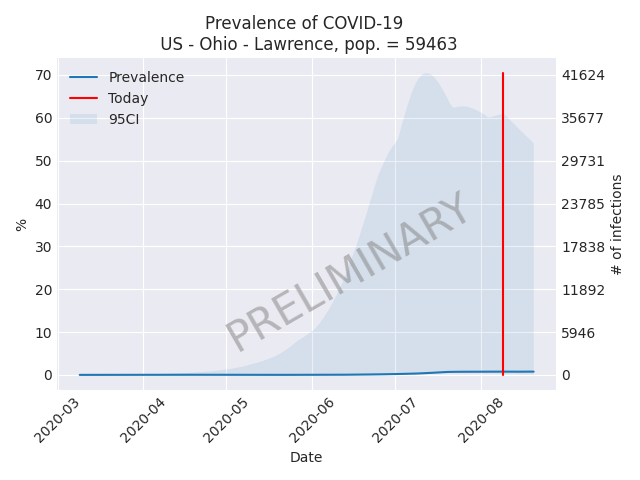 Prevalence of COVID-19
US - Ohio - Lawrence, pop. = 59463
Prevalence
Today
95CI
70
60
50
40
30
20
10
0
%
41624
35677
29731
23785
17838
11892
5946
0
# of infections
PRELIMINARY
2020-03
2020-04
2020-05
2020-06
2020-07
2020-08
Date